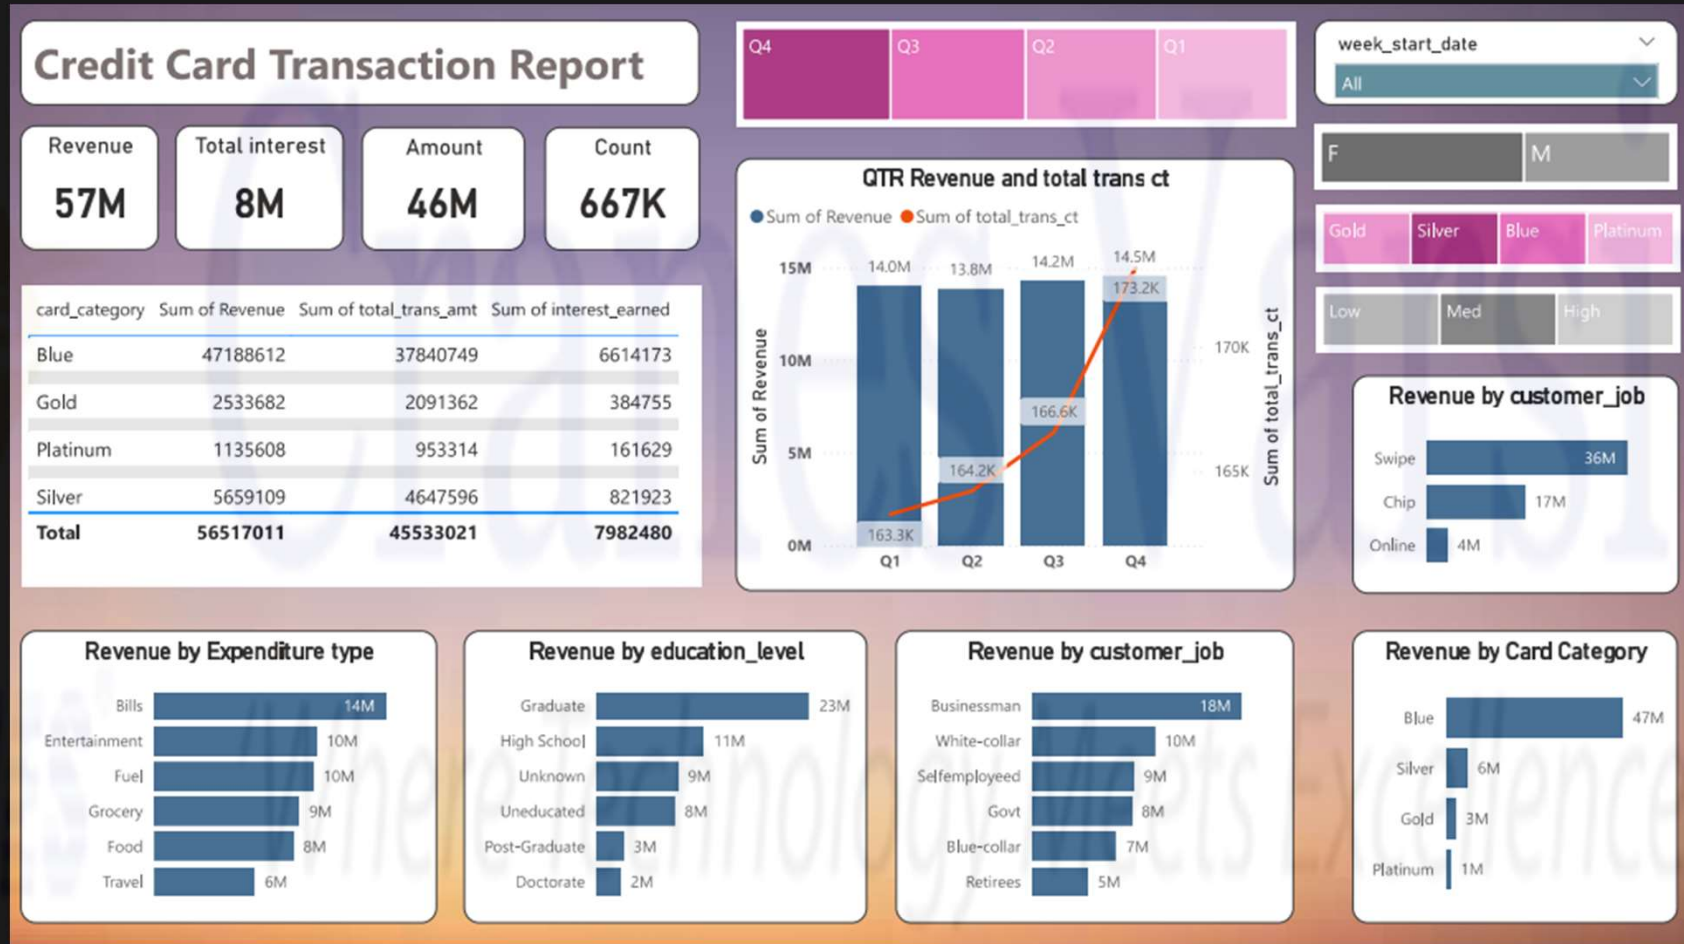 Credit Card Transaction Report
Revenue
57M
Total interest
8M
Amount
46M
Count
667K
Q4 Q3 Q2 Q1
week_start_date
All
F M
Gold Silver Blue Platinum
Low Med High
card_category Sum of Revenue Sum of total_trans_amt Sum of interest_earned
Blue 47188612 37840749 6614173
Gold 2533682 2091362 384755
Platinum 1135608 953314 161629
Silver 5659109 4647596 821923
Total 56517011 45533021 7982480
QTR Revenue and total trans ct
Sum of Revenue Sum of total_trans_ct
Sum of Revenue
15M
10M
5M
0M
14.0M 13.8M 14.2M 14.5M
163.3K 164.2K 166.6K 173.2K
170K
165K
Sum of total_trans_ct
Q1 Q2 Q3 Q4
Revenue by customer_job
Swipe 36M
Chip 17M
Online 4M
Revenue by Expenditure type
Bills 14M
Entertainment 10M
Fuel 10M
Grocery 9M
Food 8M
Travel 6M
Revenue by education_level
Graduate 23M
High School 11M
Unknown 9M
Uneducated 8M
Post-Graduate 3M
Doctorate 2M
Revenue by customer_job
Businessman 18M
White-collar 10M
Selfemployeed 9M
Govt 8M
Blue-collar 7M
Retirees 5M
Revenue by Card Category
Blue 47M
Silver 6M
Gold 3M
Platinum 1M
Cranes Varsi
Where Technology Meets Excellence